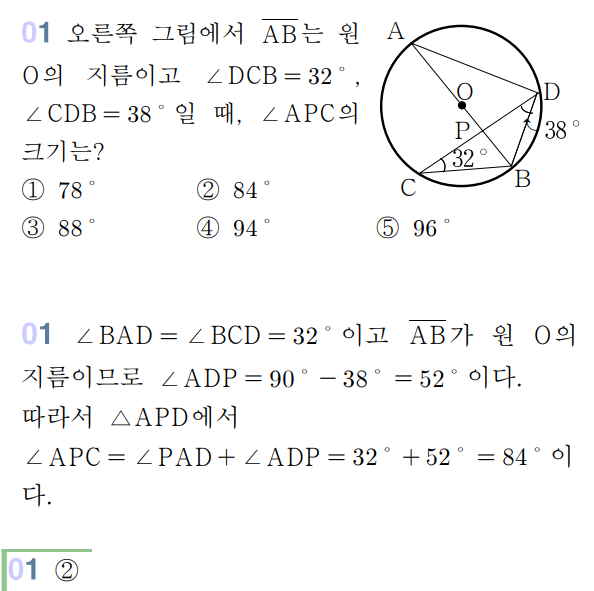 01 오른쪽 그림에서 \overline{AB}는 원
O의 지름이고 ∠DCB=32°,
∠CDB=38°일 때, ∠APC의
크기는?
① 78° ② 84°
③ 88° ④ 94° ⑤ 96°
A
O
D
P
38°
32°
C
B
01 ∠BAD=∠BCD=32°이고 \overline{AB}가 원 O의
지름이므로 ∠ADP=90°-38°=52°이다.
따라서 △APD에서
∠APC=∠PAD+∠ADP=32°+52°=84°이
다.
01 ②